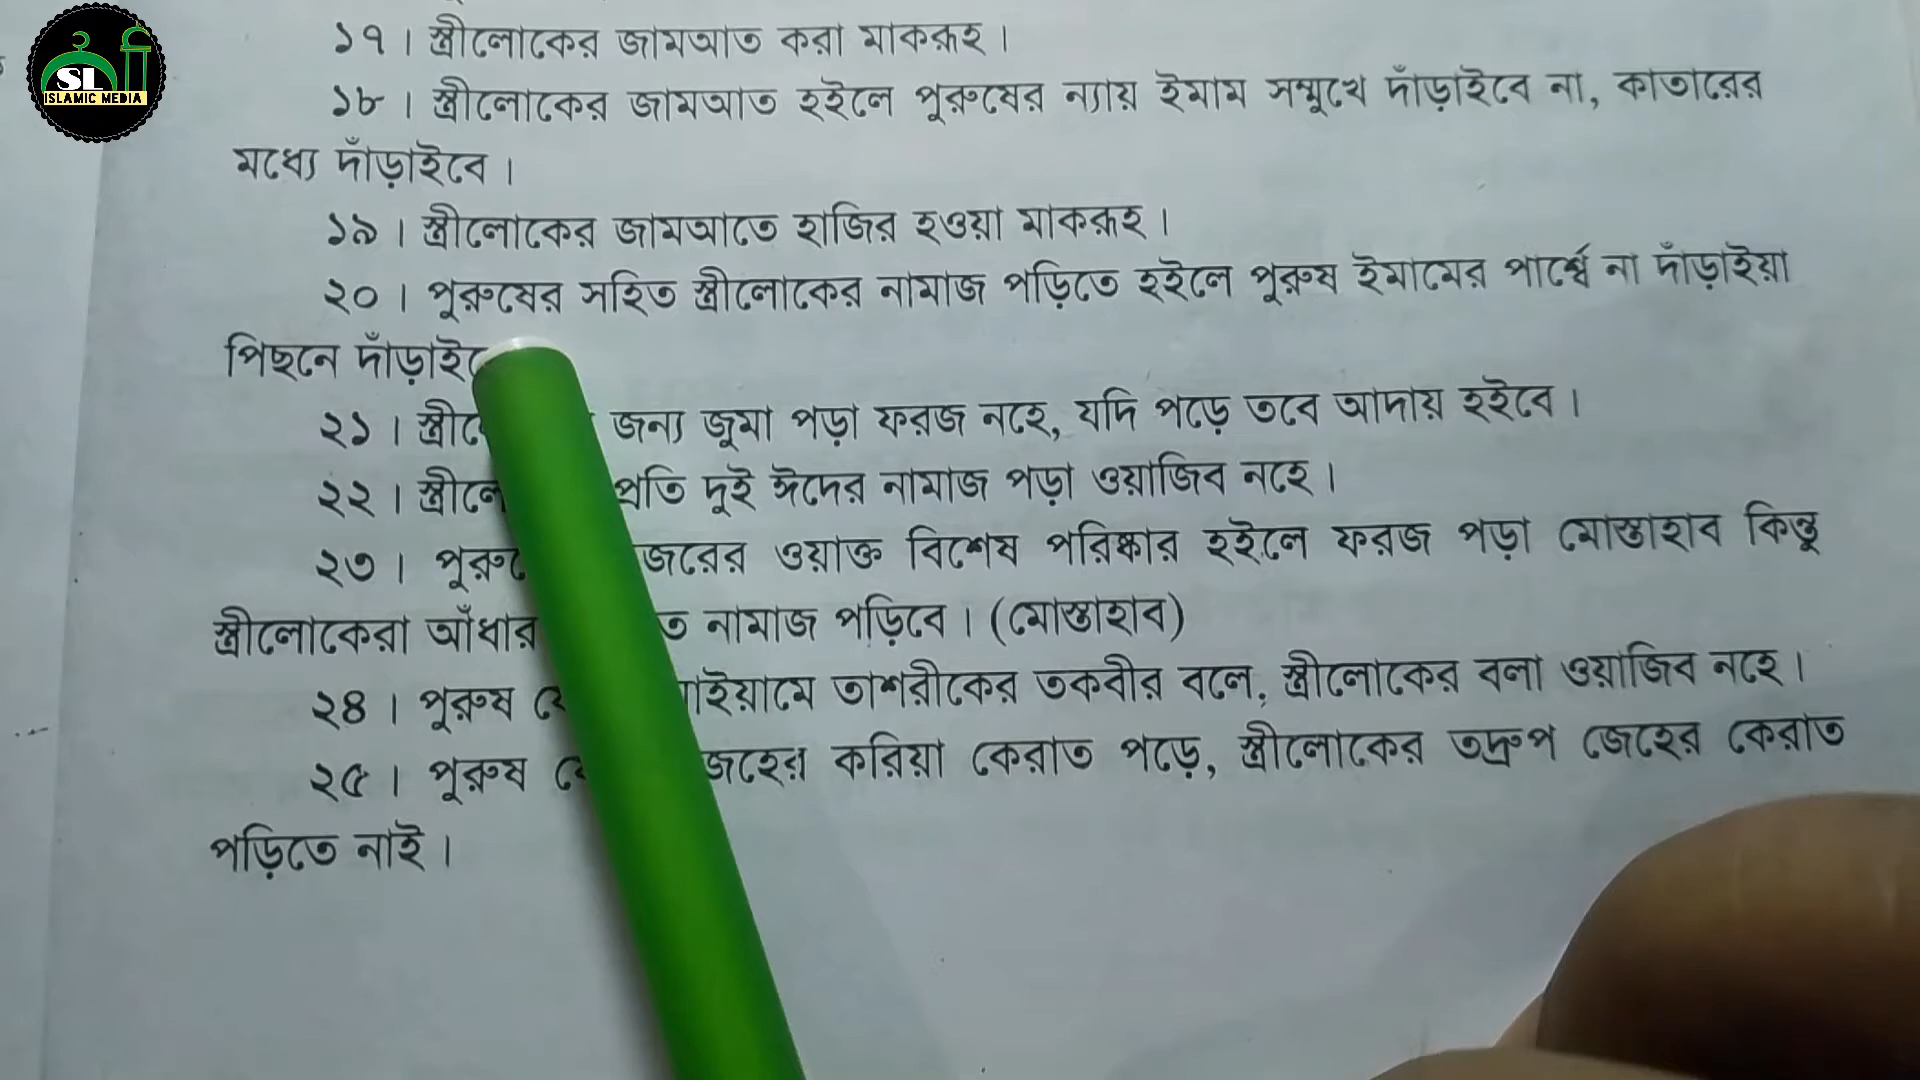 SL
ISLAMIC MEDIA
১৭। স্ত্রীলোকের জামআত করা মাকরূহ।
১৮। স্ত্রীলোকের জামআত হইলে পুরুষের ন্যায় ইমাম সম্মুখে দাঁড়াইবে না, কাতারের
মধ্যে দাঁড়াইবে।
১৯। স্ত্রীলোকের জামআতে হাজির হওয়া মাকরূহ।
২০। পুরুষের সহিত স্ত্রীলোকের নামাজ পড়িতে হইলে পুরুষ ইমামের পার্শ্বে না দাঁড়াইয়া
পিছনে
২১। জন্য জুমা পড়া ফরজ নহে, যদি পড়ে তবে আদায় হইবে।
২২। প্রতি দুই ঈদের নামাজ পড়া ওয়াজিব নহে।
২৩। ওয়াক্ত বিশেষ পরিষ্কার হইলে ফরজ পড়া মোস্তাহাব কিন্তু
স্ত্রীলোকেরা আঁধার নামাজ পড়িবে। (মোস্তাহাব)
২৪। পুরুষ তাশরীকের তকবীর বলে, স্ত্রীলোকের বলা ওয়াজিব নহে।
২৫। পুরুষ করিয়া কেরাত পড়ে, স্ত্রীলোকের তদ্রুপ জেহের কেরাত
পড়িতে নাই।